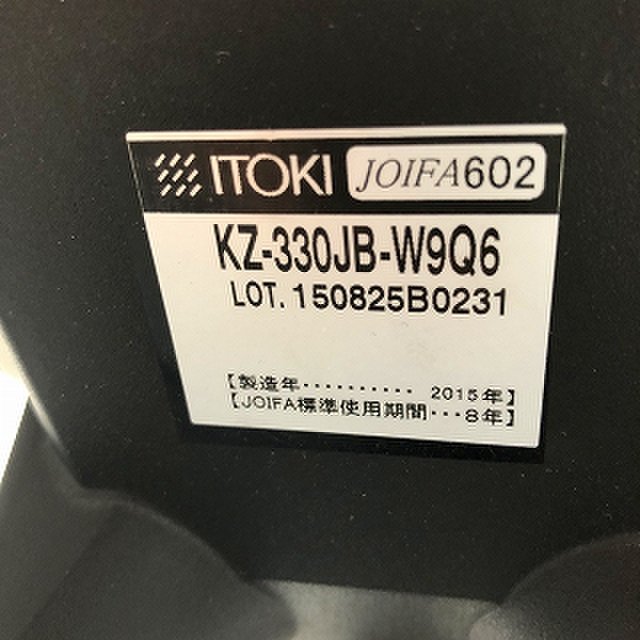 ITOKI JOIFA602
KZ-330JB-W9Q6
LOT. 150825B0231
【製造年·········· 2015年】
【JOIFA標準使用期間···8年】